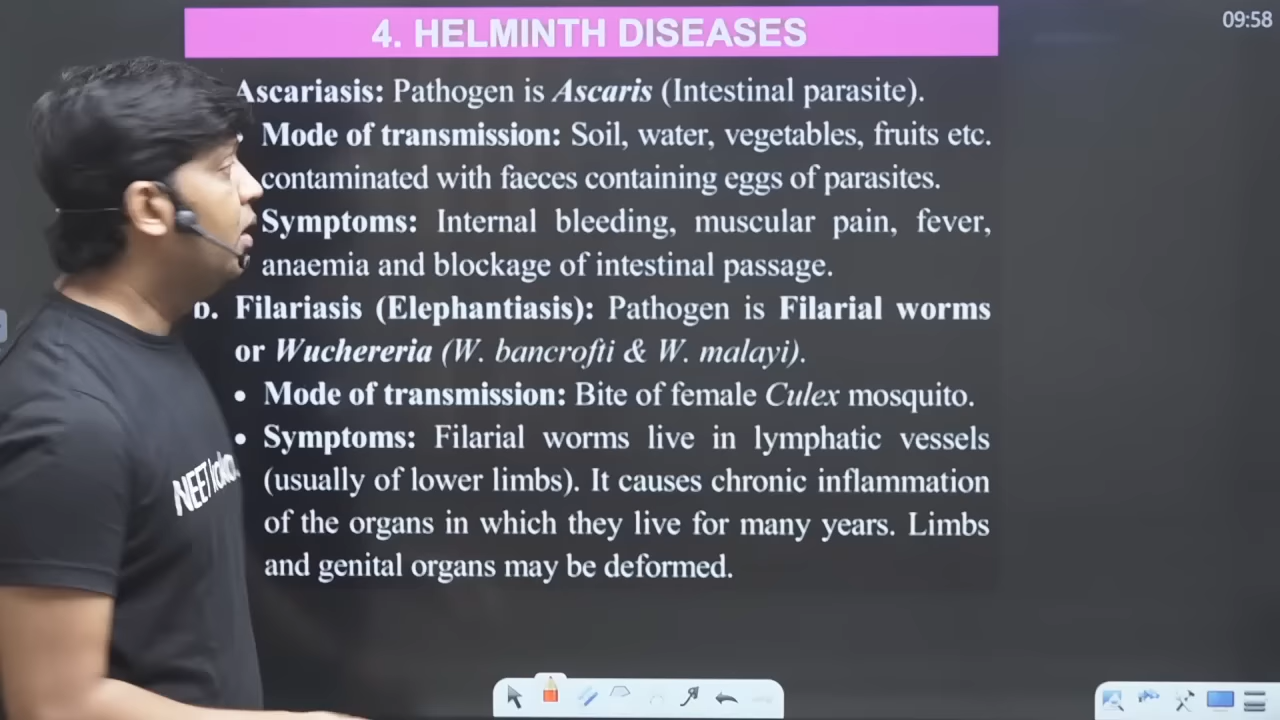 4. HELMINTH DISEASES
09:58
Ascariasis: Pathogen is Ascaris (Intestinal parasite).
Mode of transmission: Soil, water, vegetables, fruits etc.
contaminated with faeces containing eggs of parasites.
Symptoms: Internal bleeding, muscular pain, fever,
anaemia and blockage of intestinal passage.
b. Filariasis (Elephantiasis): Pathogen is Filarial worms
or Wuchereria (W. bancrofti & W. malayi).
• Mode of transmission: Bite of female Culex mosquito.
• Symptoms: Filarial worms live in lymphatic vessels
(usually of lower limbs). It causes chronic inflammation
of the organs in which they live for many years. Limbs
and genital organs may be deformed.
NEET